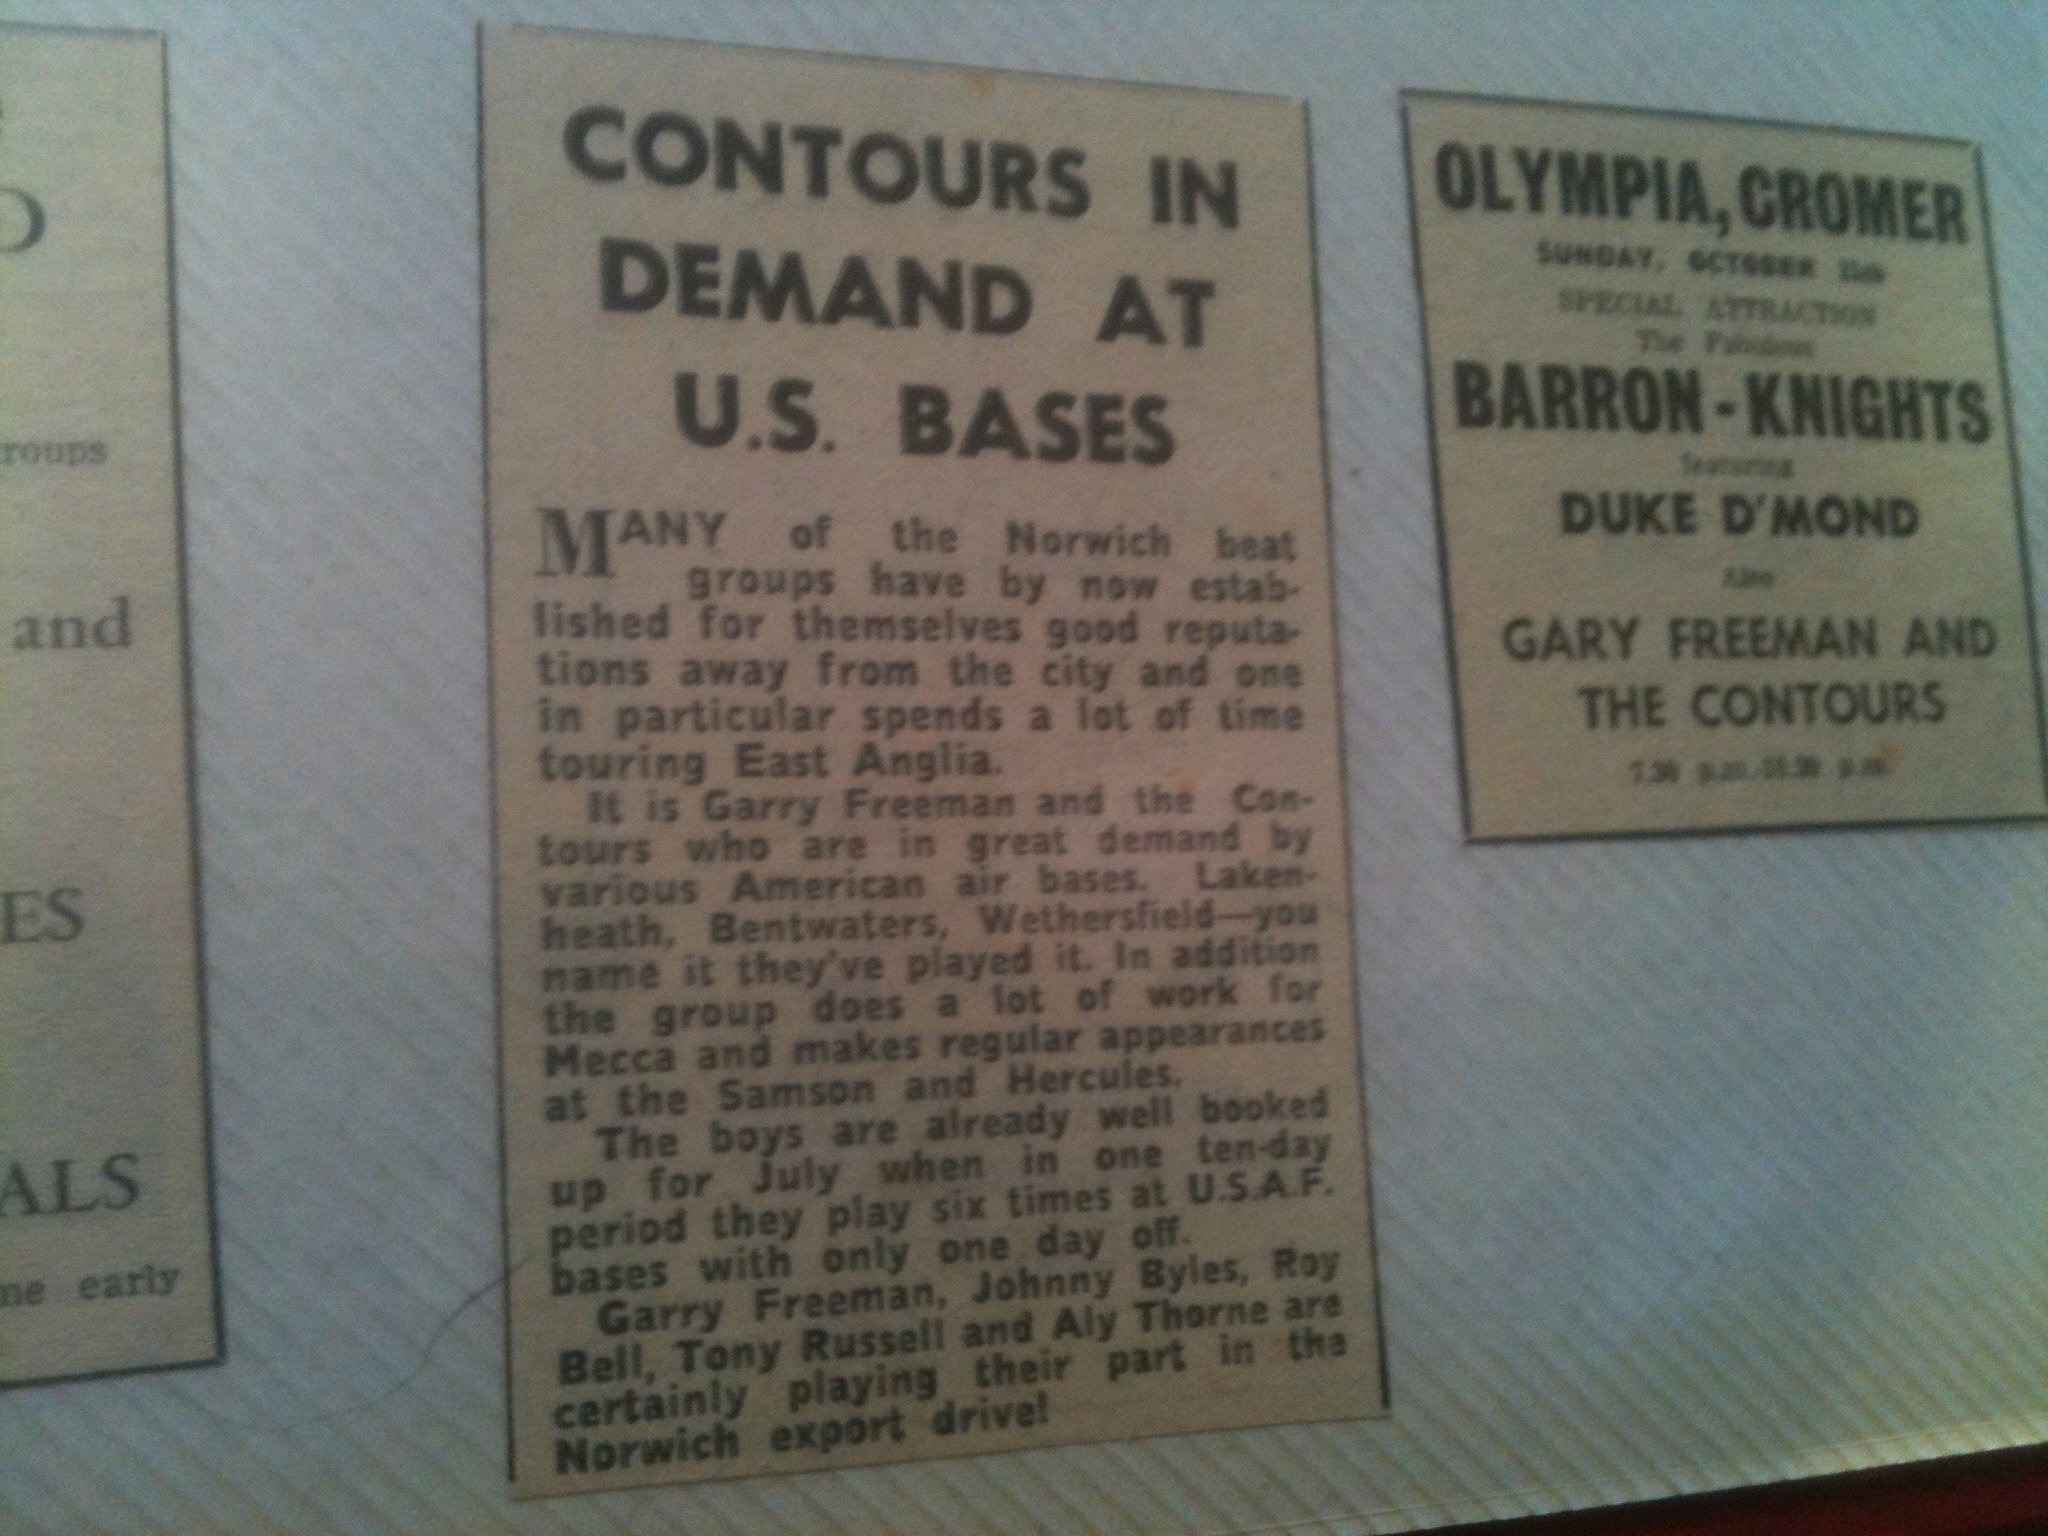 D
roups
and
ES
ALS
me early
CONTOURS IN
DEMAND AT
U.S. BASES
MANY of the Norwich beat
groups have by now estab-
lished for themselves good reputa-
tions away from the city and one
in particular spends a lot of time
touring East Anglia.
It is Garry Freeman and the Con-
tours who are in great demand by
various American air bases. Laken-
heath, Bentwaters, Wethersfield—you
name it they've played it. In addition
the group does a lot of work for
Mecca and makes regular appearances
at the Samson and Hercules.
The boys are already well booked
up for July when in one ten-day
period they play six times at U.S.A.F.
bases with only one day off.
Garry Freeman, Johnny Byles, Roy
Bell, Tony Russell and Aly Thorne are
certainly playing their part in the
Norwich export drive!
OLYMPIA, CROMER
SUNDAY, OCTOBER
SPECIAL ATTRACTION
The Fabulous
BARRON-KNIGHTS
featuring
DUKE D'MOND
Also
GARY FREEMAN AND
THE CONTOURS
7.30 p.m. p.m.